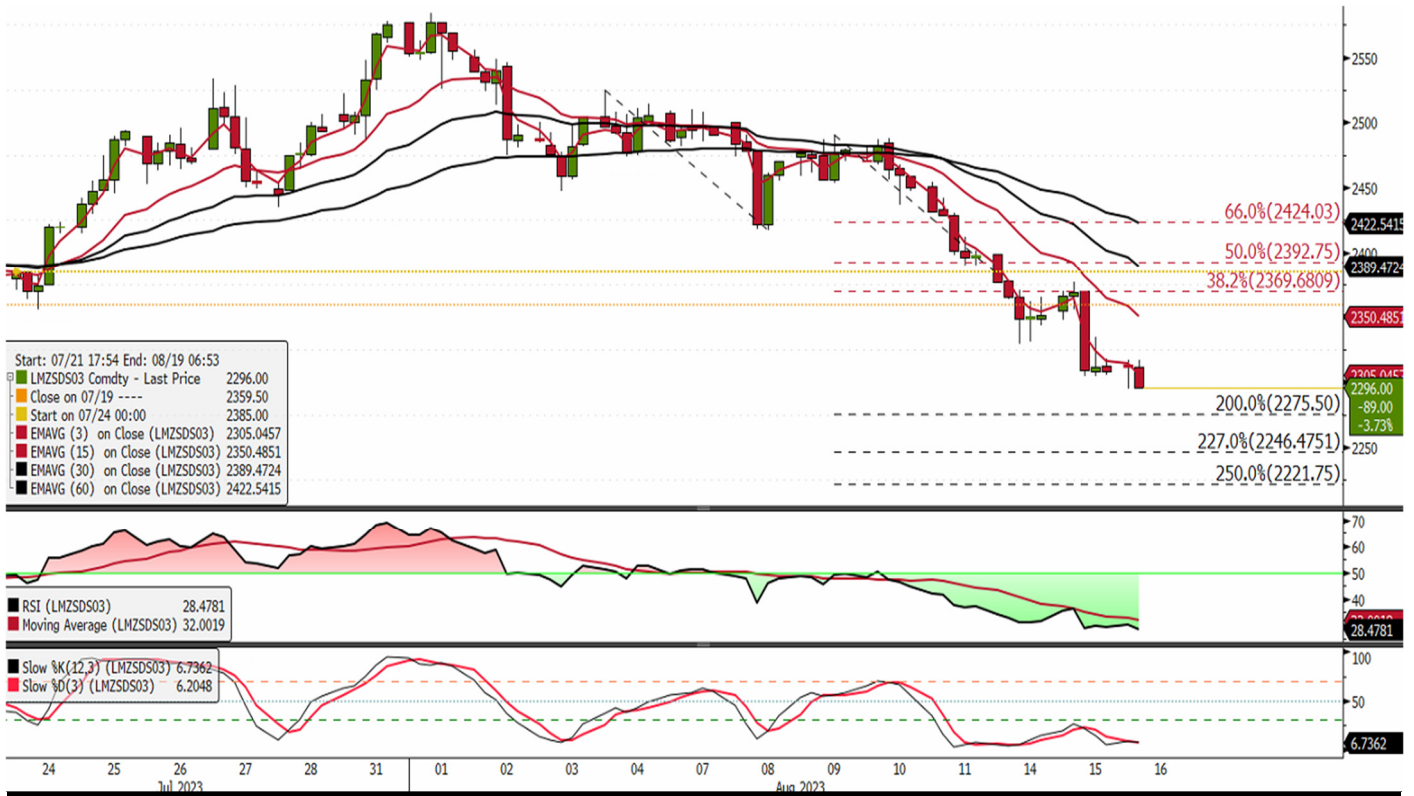 2550
2500
2450
66.0%(2424.03)
2422.5415
50.0%(2392.75)
2400
2389.4724
38.2%(2369.6809)
2350.4851
2305.0457
2296.00
-89.00
-3.73%
200.0%(2275.50)
227.0%(2246.4751)
2250
250.0%(2221.75)
Start: 07/21 17:54 End: 08/19 06:53
LMZSDS03 Comdty - Last Price 2296.00
Close on 07/19 ---- 2359.50
Start on 07/24 00:00 2385.00
EMAVG (3) on Close (LMZSDS03) 2305.0457
EMAVG (15) on Close (LMZSDS03) 2350.4851
EMAVG (30) on Close (LMZSDS03) 2389.4724
EMAVG (60) on Close (LMZSDS03) 2422.5415
70
60
50
40
RSI (LMZSDS03) 28.4781
Moving Average (LMZSDS03) 32.0019
32.0019
28.4781
Slow %K(12,3) (LMZSDS03) 6.7362
Slow %D(3) (LMZSDS03) 6.2048
100
50
6.7362
24 25 26 27 28 31 01 02 03 04 07 08 09 10 11 14 15 16
Jul 2023 Aug 2023